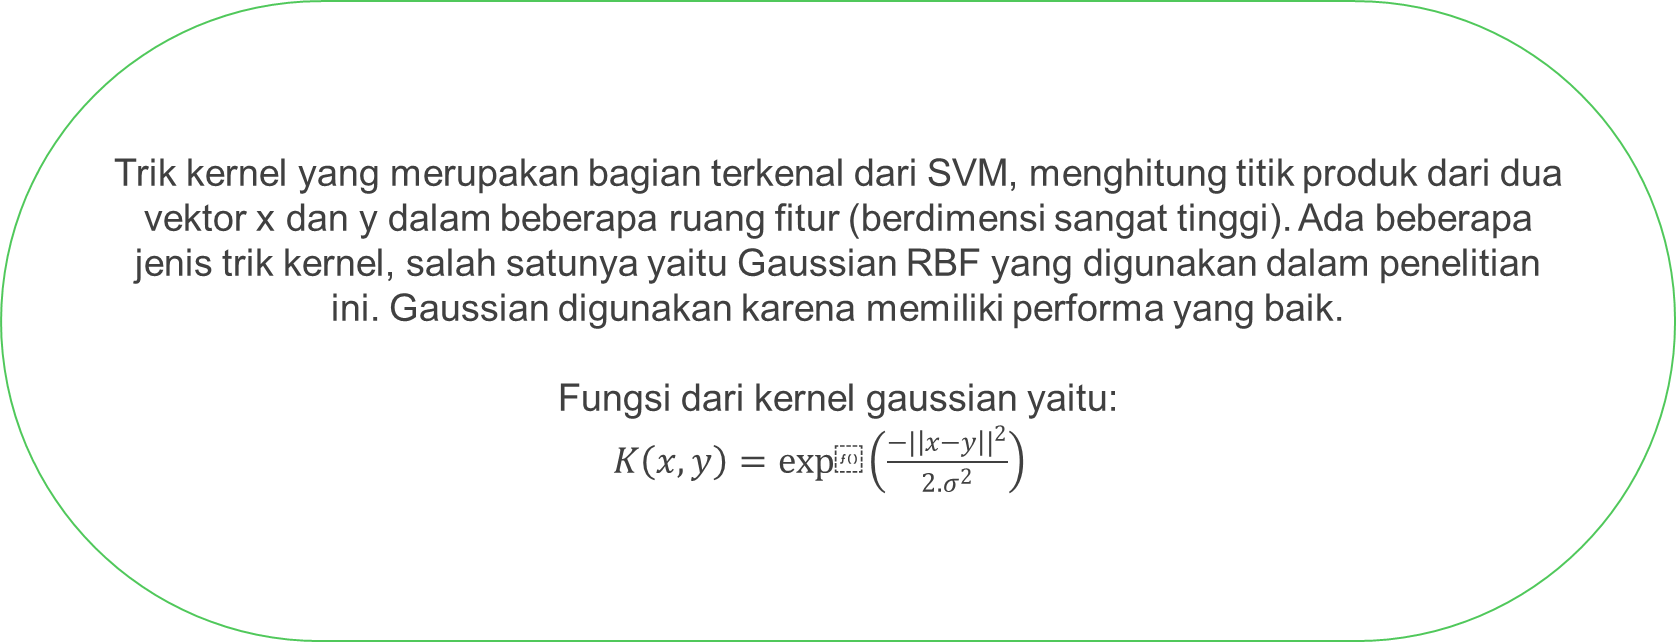 Trik kernel yang merupakan bagian terkenal dari SVM, menghitung titik produk dari dua
vektor x dan y dalam beberapa ruang fitur (berdimensi sangat tinggi). Ada beberapa
jenis trik kernel, salah satunya yaitu Gaussian RBF yang digunakan dalam penelitian
ini. Gaussian digunakan karena memiliki performa yang baik.
Fungsi dari kernel gaussian yaitu:
K(x, y) = exp f() (−||x−y||² / 2.σ²)